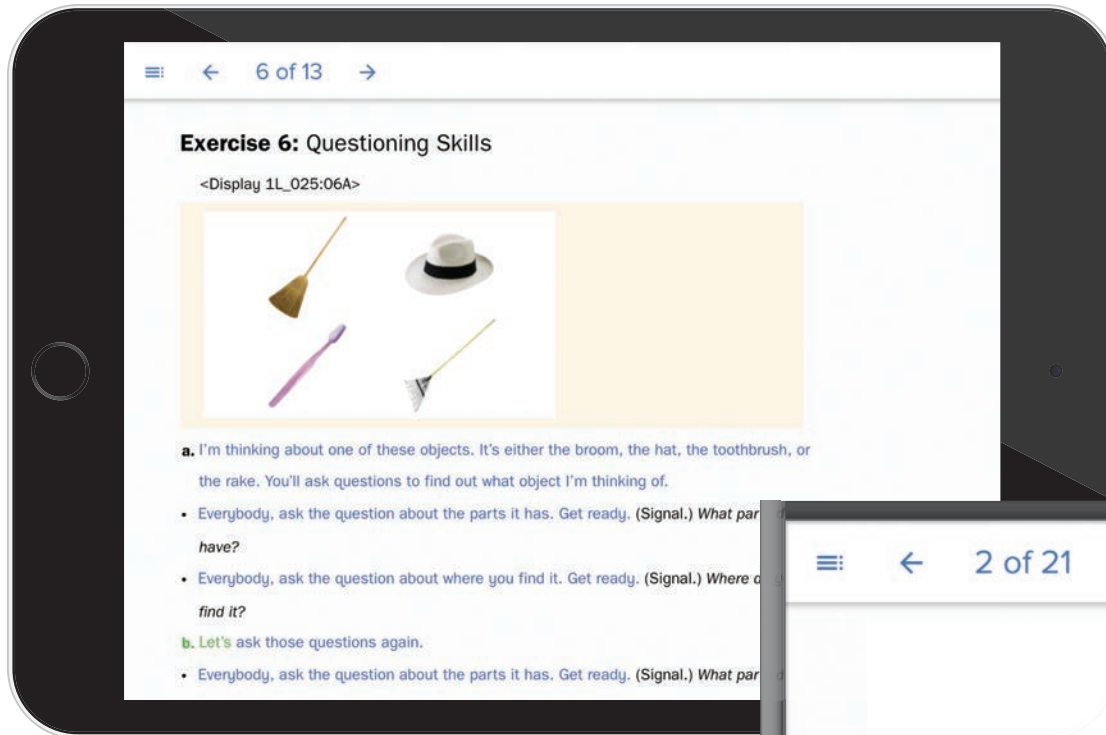 6 of 13
Exercise 6: Questioning Skills
<Display 1L_025:06A>
a. I'm thinking about one of these objects. It's either the broom, the hat, the toothbrush, or
the rake. You'll ask questions to find out what object I'm thinking of.
• Everybody, ask the question about the parts it has. Get ready. (Signal.) What
have?
• Everybody, ask the question about where you find it. Get ready. (Signal.) Where
find it?
b. Let's ask those questions again.
• Everybody, ask the question about the parts it has. Get ready. (Signal.) What
2 of 21